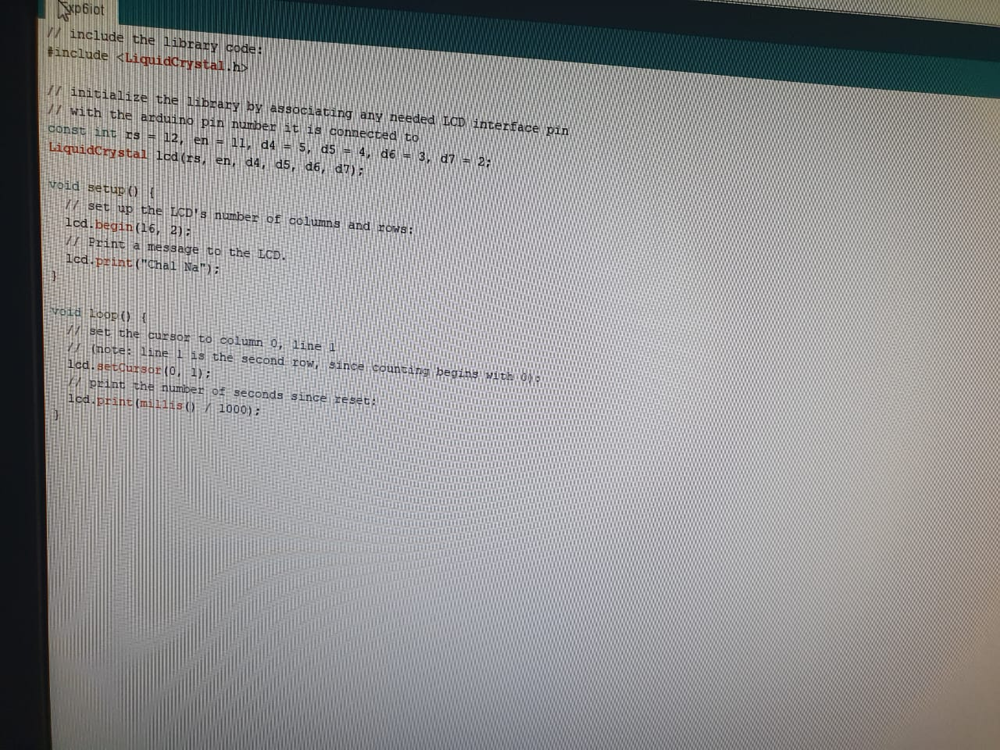 xp6iot
// include the library code:
#include <LiquidCrystal.h>
// initialize the library by associating any needed LCD interface pin
// with the arduino pin number it is connected to
const int rs = 12, en = 11, d4 = 5, d5 = 4, d6 = 3, d7 = 2;
LiquidCrystal lcd(rs, en, d4, d5, d6, d7);
void setup() {
// set up the LCD's number of columns and rows:
lcd.begin(16, 2);
// Print a message to the LCD.
lcd.print("Chal Na");
}
void loop() {
// set the cursor to column 0, line 1
// (note: line 1 is the second row, since counting begins with 0):
lcd.setCursor(0, 1);
// print the number of seconds since reset:
lcd.print(millis() / 1000);
}